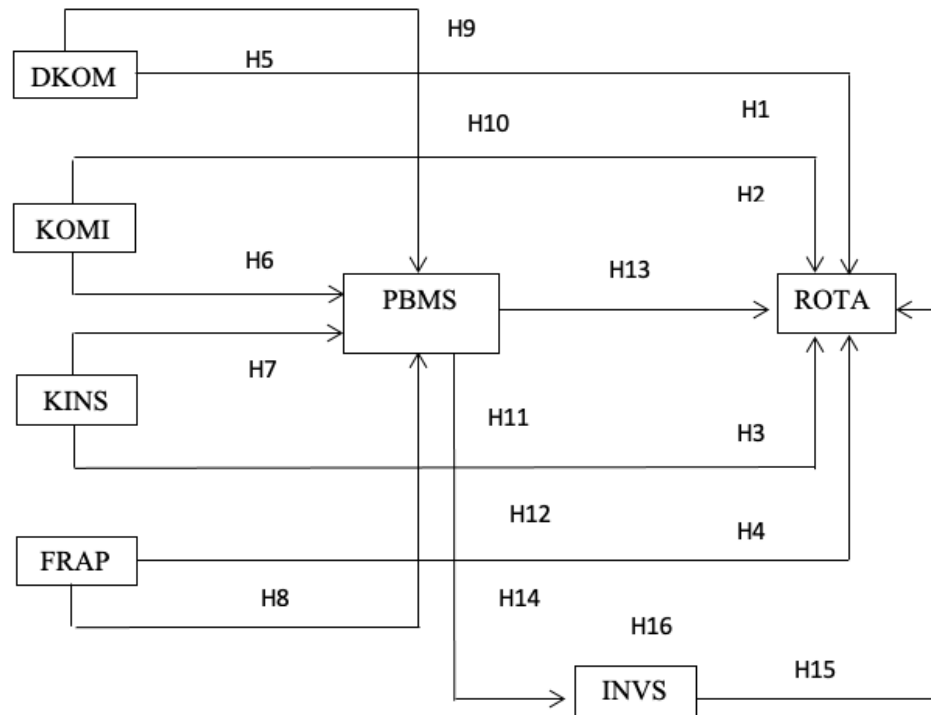 H9
H5
DKOM
H1
H10
H2
KOMI
H6
H13
PBMS
ROTA
H7
KINS
H11
H3
H12
H4
FRAP
H8
H14
H16
H15
INVS